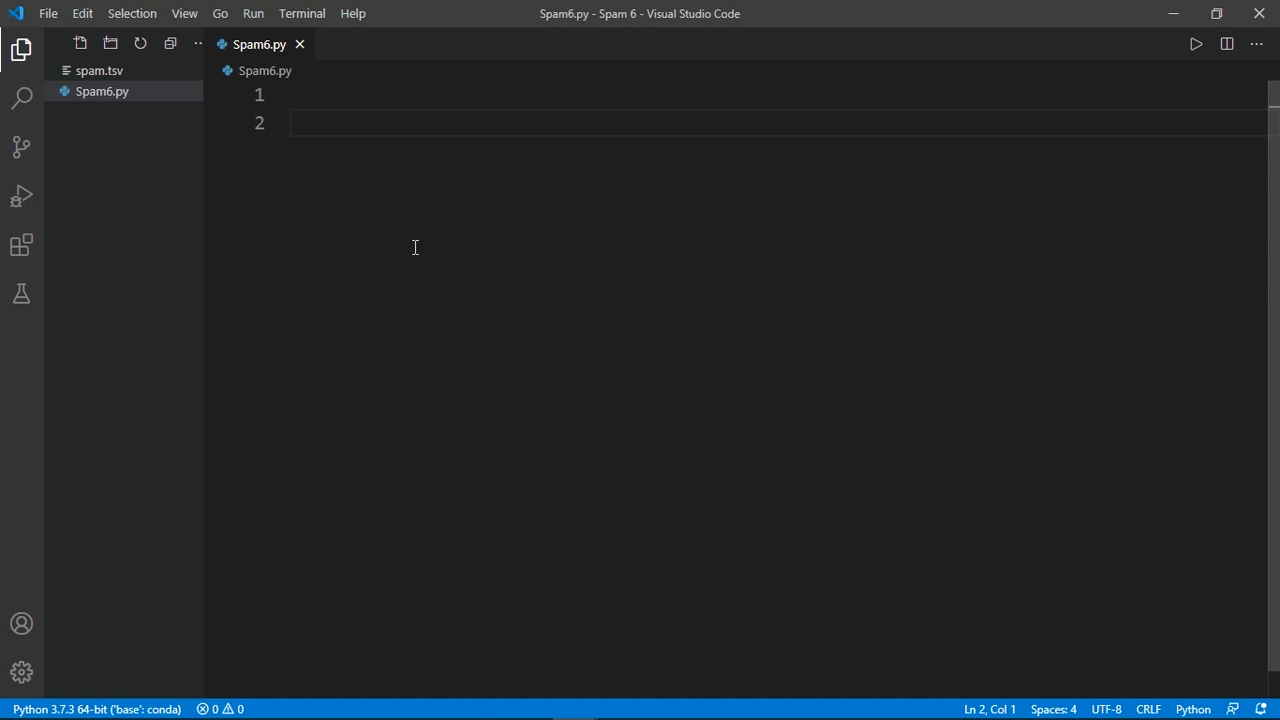 File Edit Selection View Go Run Terminal Help
Spam6.py - Spam 6 - Visual Studio Code
Spam6.py
spam.tsv
Spam6.py
Spam6.py
1
2
Python 3.7.3 64-bit ('base': conda) 0 0
Ln 2, Col 1 Spaces: 4 UTF-8 CRLF Python